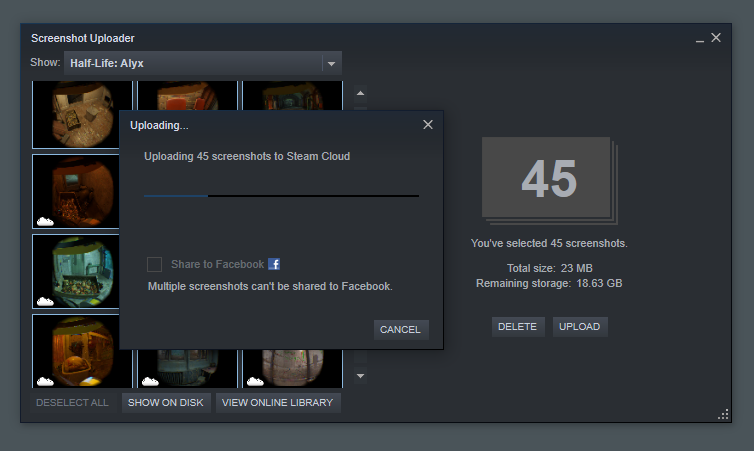 Screenshot Uploader
Show: Half-Life: Alyx
Uploading...
Uploading 45 screenshots to Steam Cloud
Share to Facebook
Multiple screenshots can't be shared to Facebook.
CANCEL
45
You've selected 45 screenshots.
Total size: 23 MB
Remaining storage: 18.63 GB
DELETE UPLOAD
DESELECT ALL SHOW ON DISK VIEW ONLINE LIBRARY